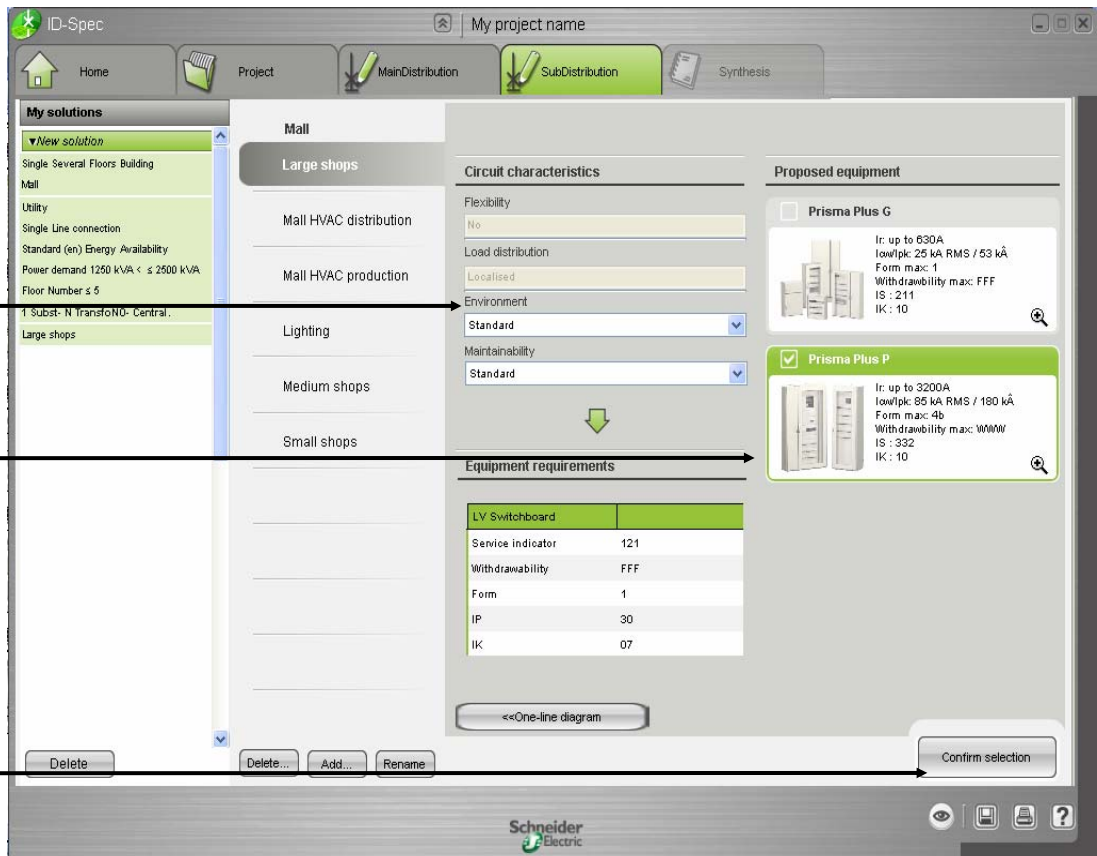 ID-Spec
My project name
Home
Project
MainDistribution
SubDistribution
Synthesis
My solutions
▼New solution
Single Several Floors Building
Mall
Utility
Single Line connection
Standard (en) Energy Availability
Power demand 1250 kVA < ≤ 2500 kVA
Floor Number ≤ 5
1 Subst- N TransfoNO- Central.
Large shops
Delete
Mall
Large shops
Mall HVAC distribution
Mall HVAC production
Lighting
Medium shops
Small shops
Delete...
Add...
Rename
Circuit characteristics
Flexibility
No
Load distribution
Localised
Environment
Standard
Maintainability
Standard
Equipment requirements
LV Switchboard
Service indicator 121
Withdrawability FFF
Form 1
IP 30
IK 07
<<One-line diagram
Proposed equipment
Prisma Plus G
Ir: up to 630A
Icw/Ipk: 25 kA RMS / 53 kÂ
Form max: 1
Withdrawbility max: FFF
IS : 211
IK : 10
Prisma Plus P
Ir: up to 3200A
Icw/Ipk: 85 kA RMS / 180 kÂ
Form max: 4b
Withdrawbility max: WWW
IS : 332
IK : 10
Confirm selection
?
Schneider
Electric